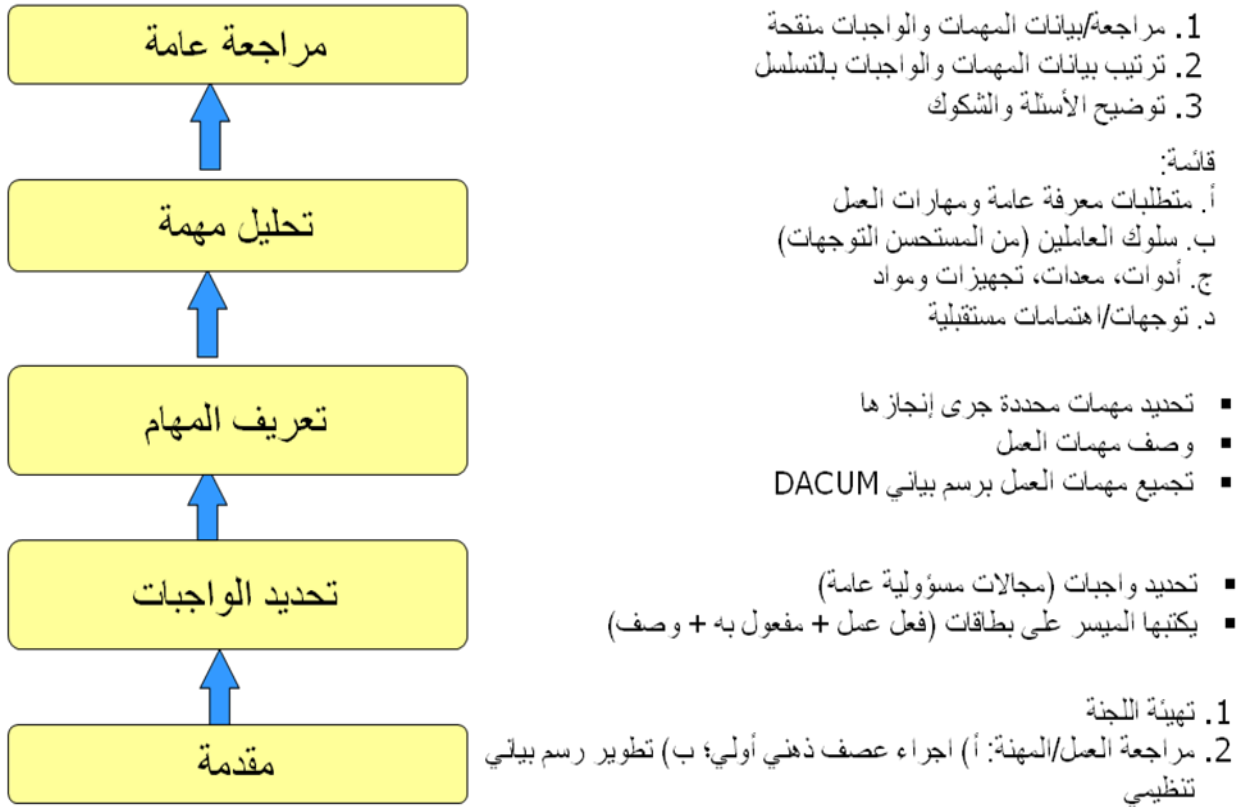 مراجعة عامة
1. مراجعة/بيانات المهمات والواجبات منقحة
2. ترتيب بيانات المهمات والواجبات بالتسلسل
3. توضيح الأسئلة والشكوك
تحليل مهمة
قائمة:
أ. متطلبات معرفة عامة ومهارات العمل
ب. سلوك العاملين (من المستحسن التوجهات)
ج. أدوات، معدات، تجهيزات ومواد
د. توجهات/اهتمامات مستقبلية
تعريف المهام
▪ تحديد مهمات محددة جرى إنجازها
▪ وصف مهمات العمل
▪ تجميع مهمات العمل برسم بياني DACUM
تحديد الواجبات
▪ تحديد واجبات (مجالات مسؤولية عامة)
▪ يكتبها الميسر على بطاقات (فعل عمل + مفعول به + وصف)
مقدمة
1. تهيئة اللجنة
2. مراجعة العمل/المهنة: أ) اجراء عصف ذهني أولي؛ ب) تطوير رسم بياني
تنظيمي